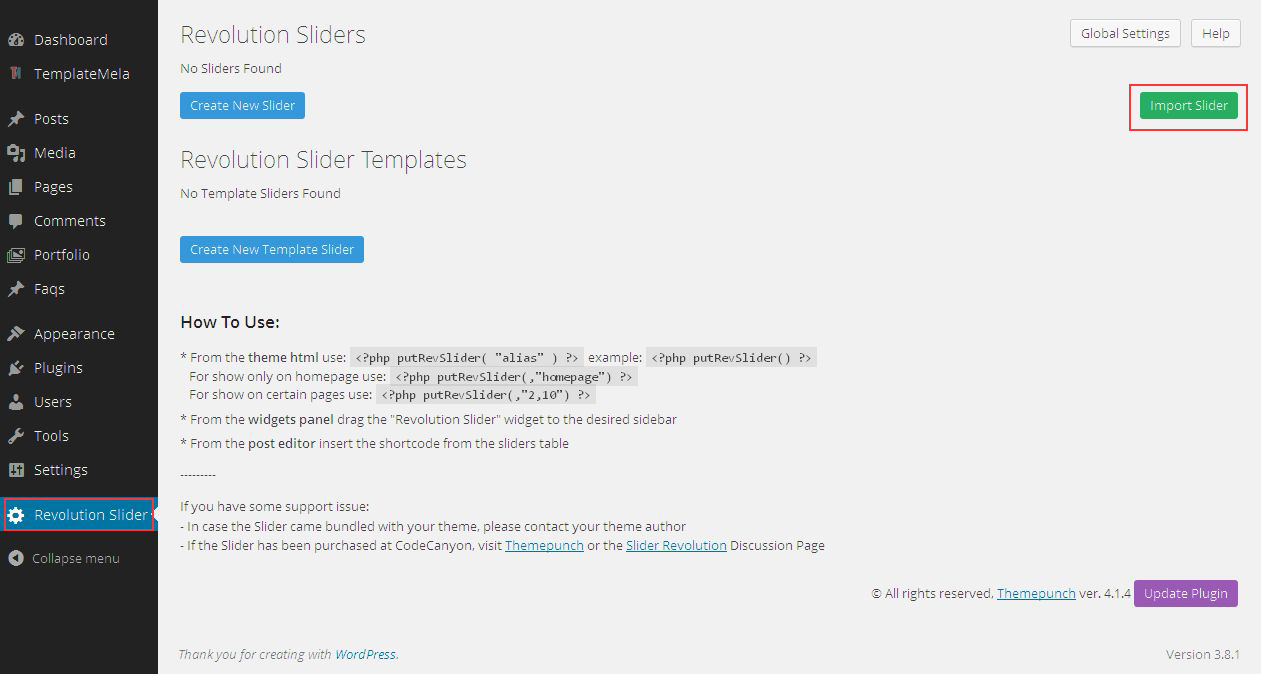 Dashboard
TemplateMela
Posts
Media
Pages
Comments
Portfolio
Faqs
Appearance
Plugins
Users
Tools
Settings
Revolution Slider
Collapse menu
Revolution Sliders
Global Settings
Help
No Sliders Found
Create New Slider
Import Slider
Revolution Slider Templates
No Template Sliders Found
Create New Template Slider
How To Use:
* From the theme html use: <?php putRevSlider( "alias" ) ?> example: <?php putRevSlider() ?>
For show only on homepage use: <?php putRevSlider(,"homepage") ?>
For show on certain pages use: <?php putRevSlider(,"2,10") ?>
* From the widgets panel drag the "Revolution Slider" widget to the desired sidebar
* From the post editor insert the shortcode from the sliders table
---------
If you have some support issue:
- In case the Slider came bundled with your theme, please contact your theme author
- If the Slider has been purchased at CodeCanyon, visit Themepunch or the Slider Revolution Discussion Page
© All rights reserved, Themepunch ver. 4.1.4 Update Plugin
Thank you for creating with WordPress.
Version 3.8.1